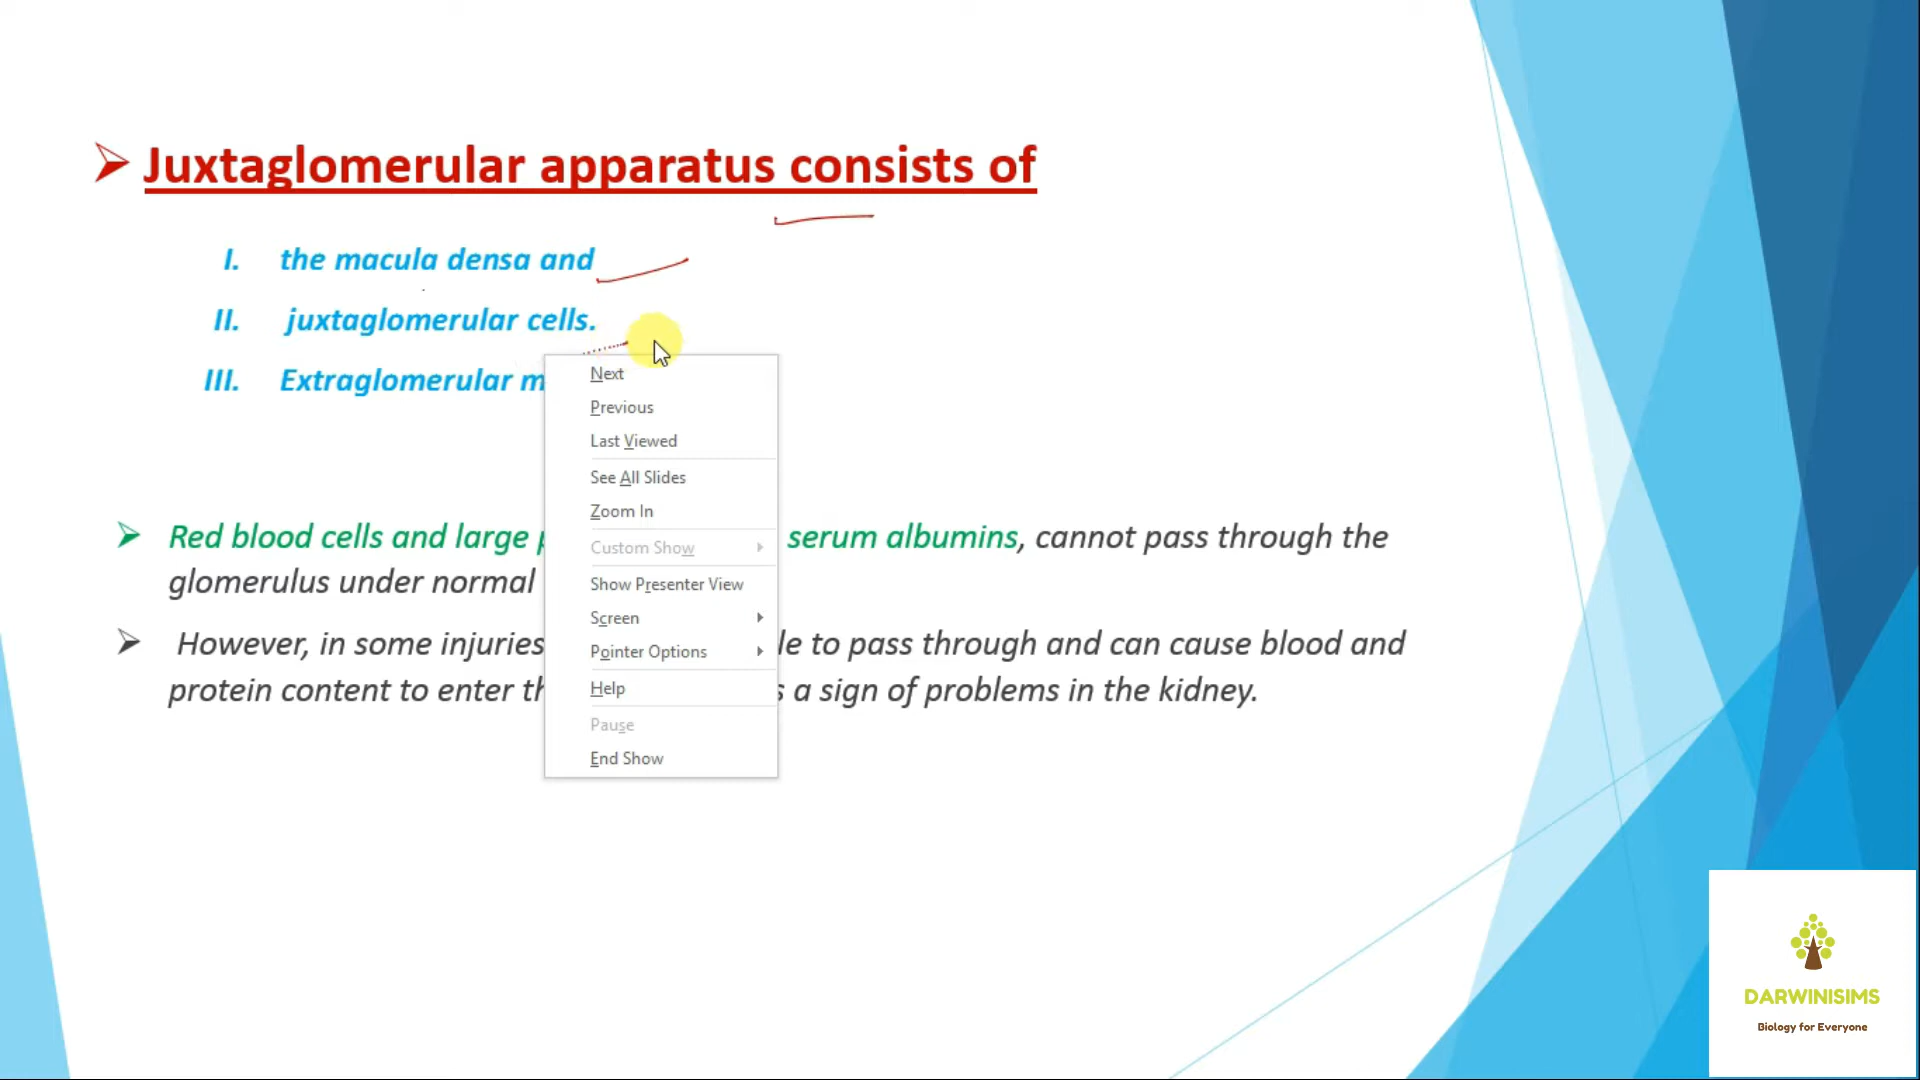 Juxtaglomerular apparatus consists of
I. the macula densa and
II. juxtaglomerular cells.
III. Extraglomerular m
Next
Previous
Last Viewed
See All Slides
Zoom In
Custom Show
Show Presenter View
Screen
Pointer Options
Help
Pause
End Show
Red blood cells and large serum albumins, cannot pass through the
glomerulus under normal
However, in some injuries to pass through and can cause blood and
protein content to enter a sign of problems in the kidney.
DARWINISIMS
Biology for Everyone